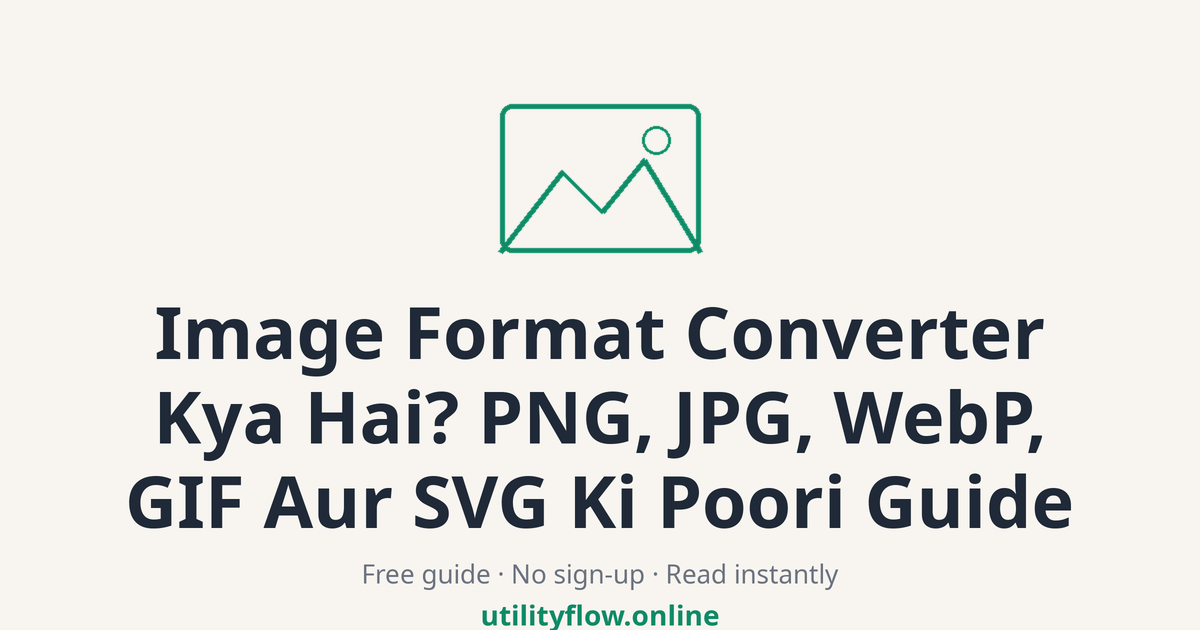 Image Format Converter
Kya Hai? PNG, JPG, WebP,
GIF Aur SVG Ki Poori Guide
Free guide · No sign-up · Read instantly
utilityflow.online